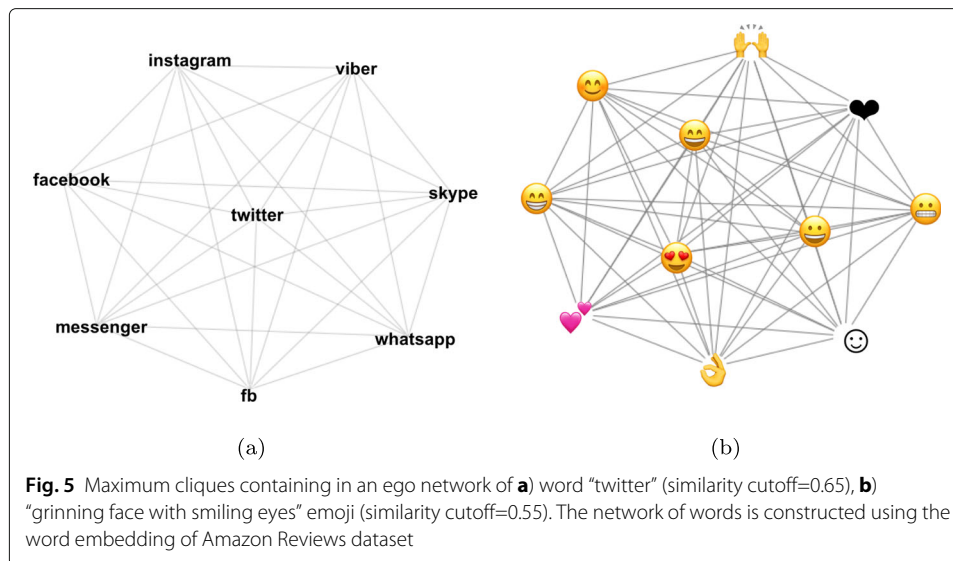 instagram
viber
facebook
skype
twitter
messenger
whatsapp
fb
(a)
(b)
Fig. 5 Maximum cliques containing in an ego network of a) word “twitter” (similarity cutoff=0.65), b)
“grinning face with smiling eyes” emoji (similarity cutoff=0.55). The network of words is constructed using the
word embedding of Amazon Reviews dataset